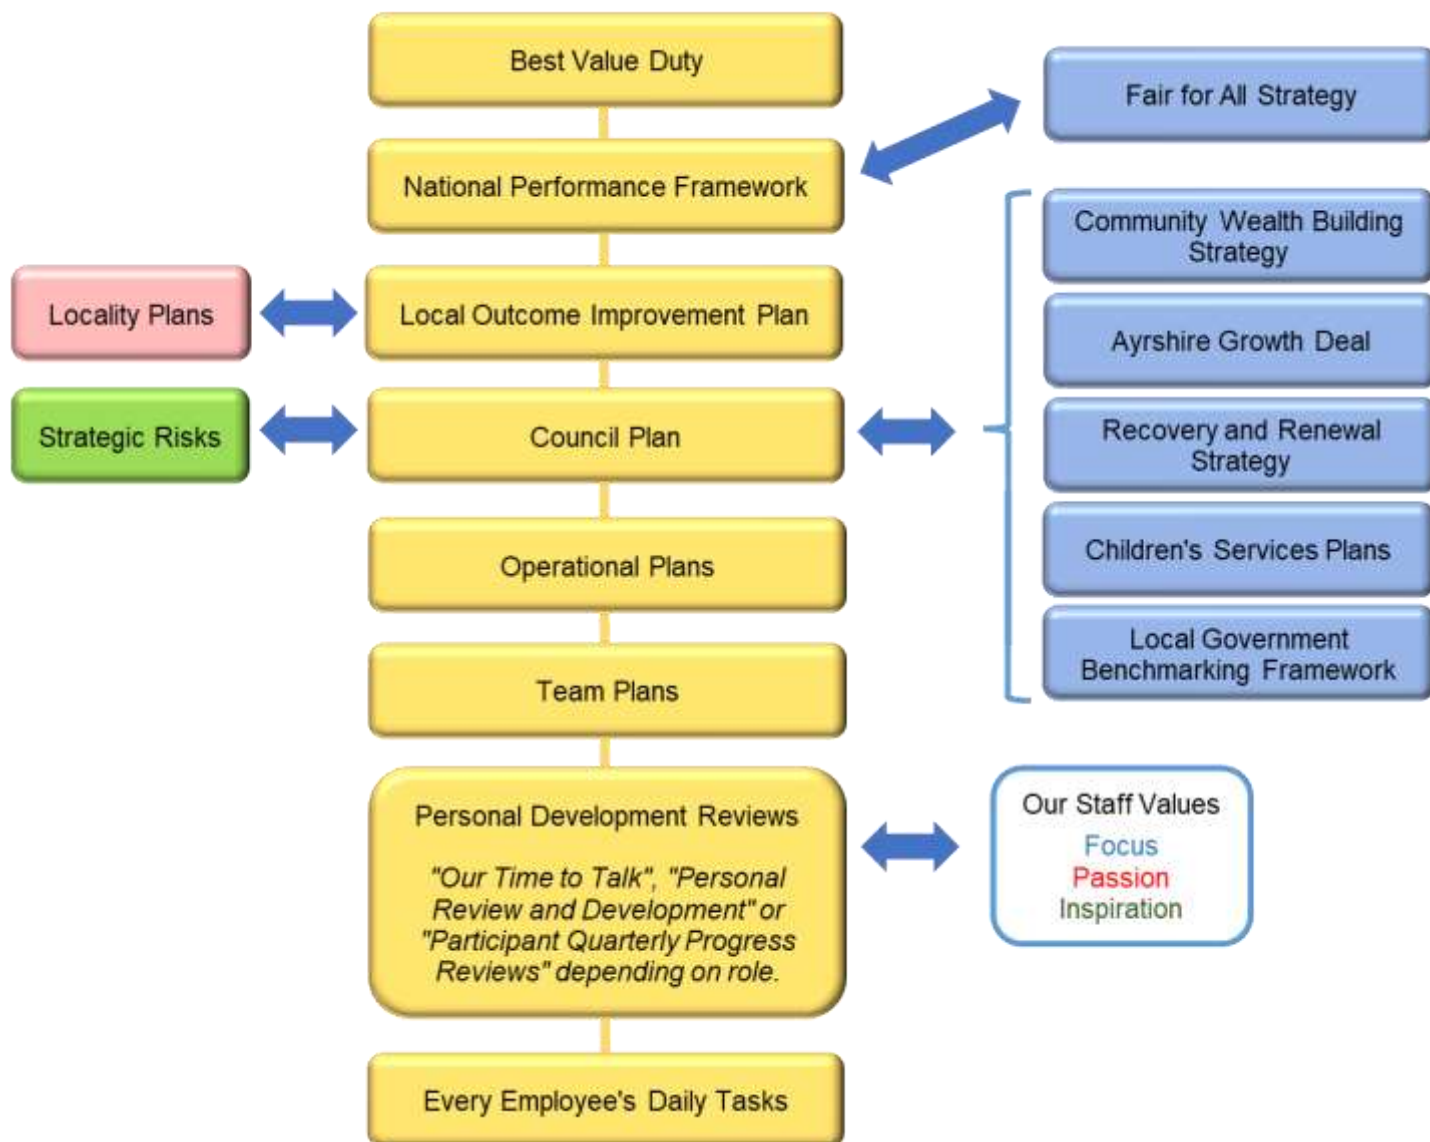 Best Value Duty
Fair for All Strategy
National Performance Framework
Community Wealth Building
Strategy
Locality Plans
Local Outcome Improvement Plan
Ayrshire Growth Deal
Strategic Risks
Council Plan
Recovery and Renewal
Strategy
Operational Plans
Children's Services Plans
Team Plans
Local Government
Benchmarking Framework
Personal Development Reviews
"Our Time to Talk", "Personal
Review and Development" or
"Participant Quarterly Progress
Reviews" depending on role.
Our Staff Values
Focus
Passion
Inspiration
Every Employee's Daily Tasks